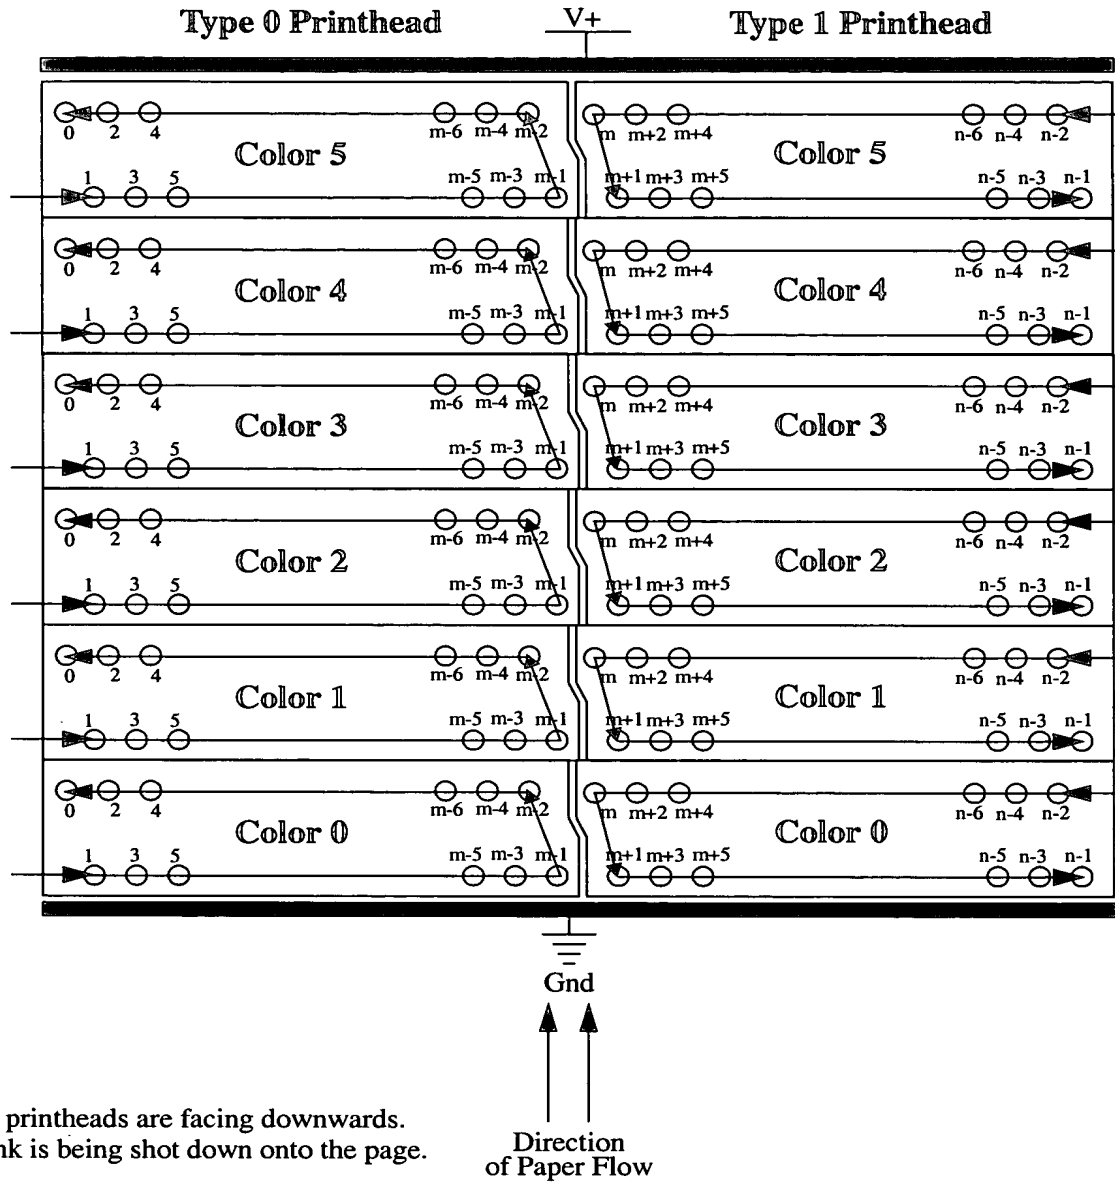 Type 0 Printhead V+ Type 1 Printhead
0 2 4 m-6 m-4 m-2 m m+2 m+4 n-6 n-4 n-2
Color 5 Color 5
1 3 5 m-5 m-3 m-1 m+1 m+3 m+5 n-5 n-3 n-1
0 2 4 m-6 m-4 m-2 m m+2 m+4 n-6 n-4 n-2
Color 4 Color 4
1 3 5 m-5 m-3 m-1 m+1 m+3 m+5 n-5 n-3 n-1
0 2 4 m-6 m-4 m-2 m m+2 m+4 n-6 n-4 n-2
Color 3 Color 3
1 3 5 m-5 m-3 m-1 m+1 m+3 m+5 n-5 n-3 n-1
0 2 4 m-6 m-4 m-2 m m+2 m+4 n-6 n-4 n-2
Color 2 Color 2
1 3 5 m-5 m-3 m-1 m+1 m+3 m+5 n-5 n-3 n-1
0 2 4 m-6 m-4 m-2 m m+2 m+4 n-6 n-4 n-2
Color 1 Color 1
1 3 5 m-5 m-3 m-1 m+1 m+3 m+5 n-5 n-3 n-1
0 2 4 m-6 m-4 m-2 m m+2 m+4 n-6 n-4 n-2
Color 0 Color 0
1 3 5 m-5 m-3 m-1 m+1 m+3 m+5 n-5 n-3 n-1
Gnd
printheads are facing downwards.
nk is being shot down onto the page.
Direction
of Paper Flow